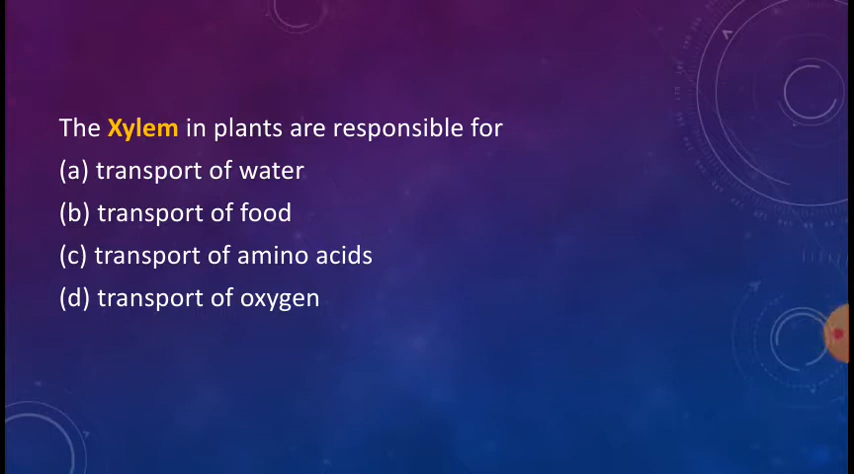 The Xylem in plants are responsible for
(a) transport of water
(b) transport of food
(c) transport of amino acids
(d) transport of oxygen